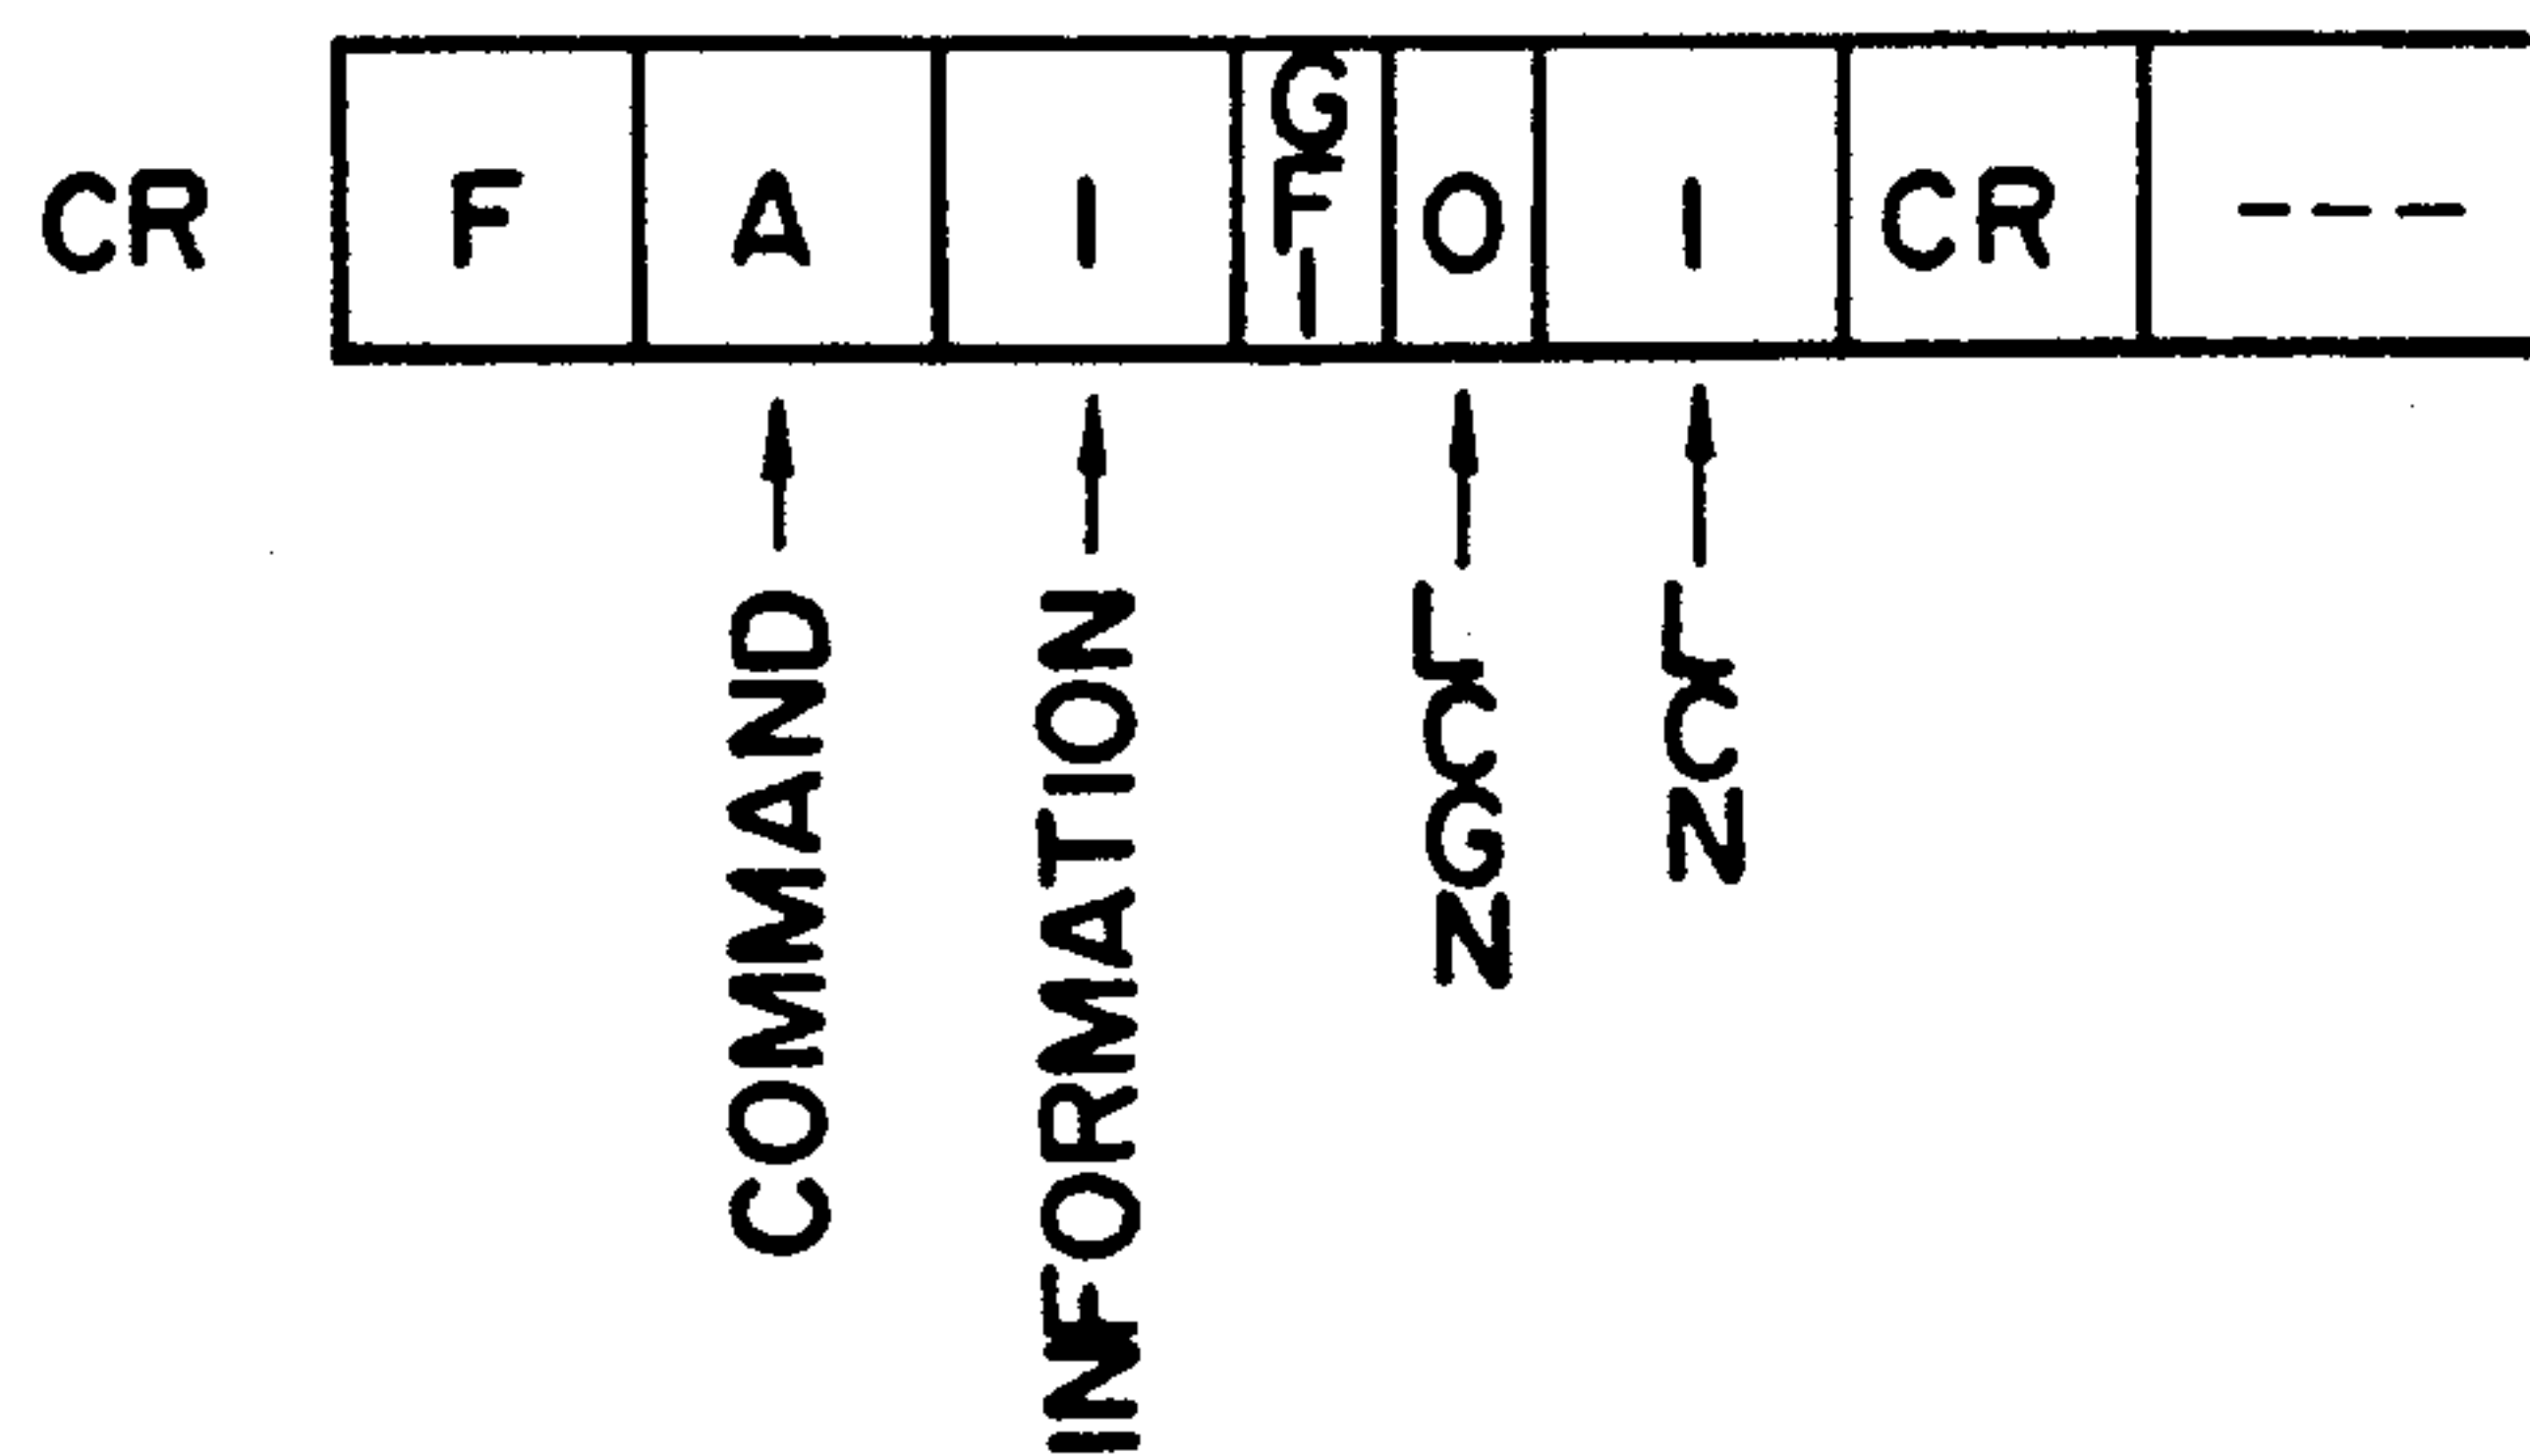 CR F A I GFI O I CR ---
COMMAND
INFORMATION
LCGN
LCN